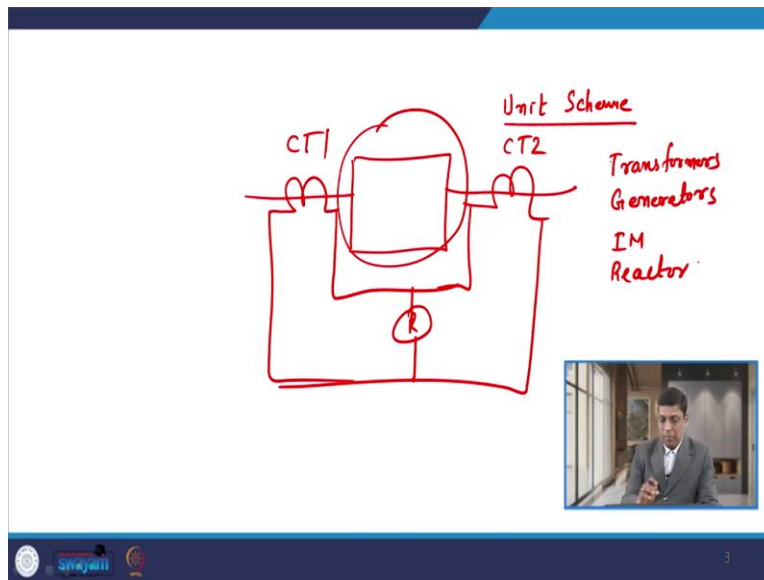 Unit Scheme
CT1
CT2
Transformers
Generators
IM
Reactor
R
swayam
3